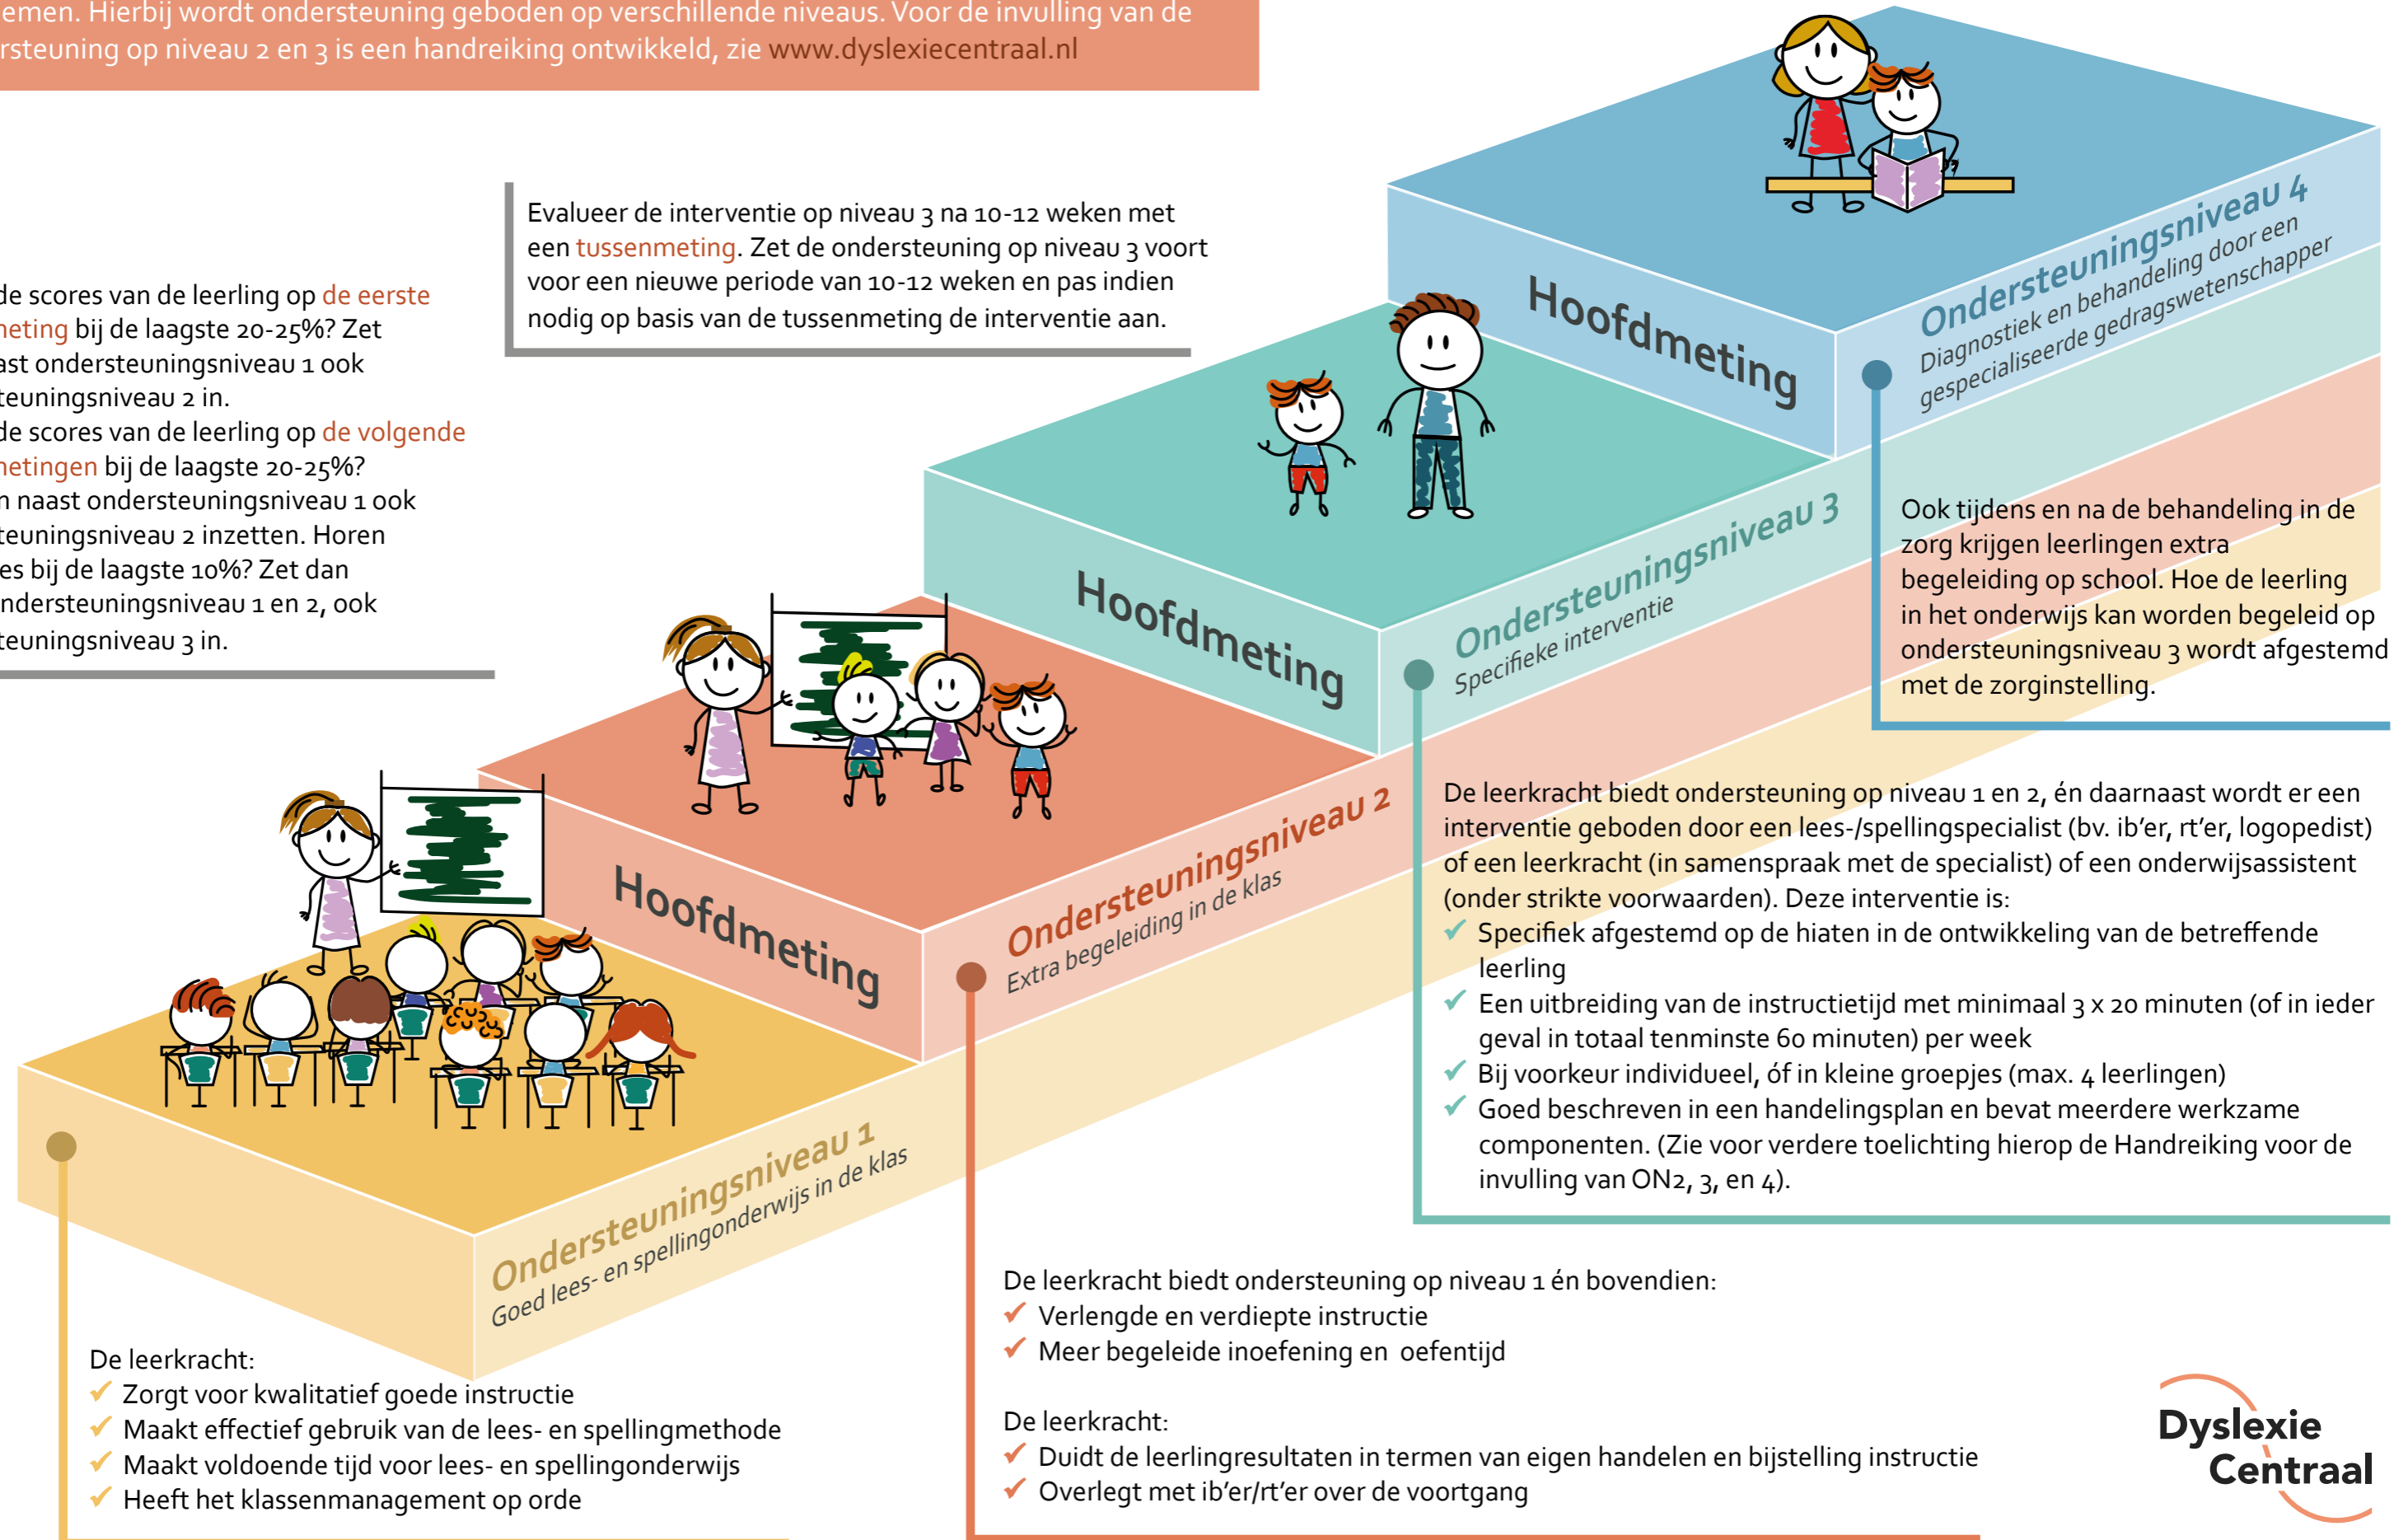 emen. Hierbij wordt ondersteuning geboden op verschillende niveaus. Voor de invulling van de
rsteuning op niveau 2 en 3 is een handreiking ontwikkeld, zie www.dyslexiecentraal.nl
Evalueer de interventie op niveau 3 na 10-12 weken met
een tussenmeting. Zet de ondersteuning op niveau 3 voort
voor een nieuwe periode van 10-12 weken en pas indien
nodig op basis van de tussenmeting de interventie aan.
de scores van de leerling op de eerste
meting bij de laagste 20-25%? Zet
ast ondersteuningsniveau 1 ook
teuningsniveau 2 in.
de scores van de leerling op de volgende
metingen bij de laagste 20-25%?
n naast ondersteuningsniveau 1 ook
teuningsniveau 2 inzetten. Horen
es bij de laagste 10%? Zet dan
ndersteuningsniveau 1 en 2, ook
teuningsniveau 3 in.
Hoofdmeting
Ondersteuningsniveau 4
Diagnostiek en behandeling door een
gespecialiseerde gedragswetenschapper
Ook tijdens en na de behandeling in de
zorg krijgen leerlingen extra
begeleiding op school. Hoe de leerling
in het onderwijs kan worden begeleid op
ondersteuningsniveau 3 wordt afgestemd
met de zorginstelling.
Hoofdmeting
Ondersteuningsniveau 3
Specifieke interventie
De leerkracht biedt ondersteuning op niveau 1 en 2, én daarnaast wordt er een
interventie geboden door een lees-/spellingspecialist (bv. ib’er, rt’er, logopedist)
of een leerkracht (in samenspraak met de specialist) of een onderwijsassistent
(onder strikte voorwaarden). Deze interventie is:
✓ Specifiek afgestemd op de hiaten in de ontwikkeling van de betreffende
leerling
✓ Een uitbreiding van de instructietijd met minimaal 3 x 20 minuten (of in ieder
geval in totaal tenminste 60 minuten) per week
✓ Bij voorkeur individueel, óf in kleine groepjes (max. 4 leerlingen)
✓ Goed beschreven in een handelingsplan en bevat meerdere werkzame
componenten. (Zie voor verdere toelichting hierop de Handreiking voor de
invulling van ON2, 3, en 4).
Hoofdmeting
Ondersteuningsniveau 2
Extra begeleiding in de klas
De leerkracht biedt ondersteuning op niveau 1 én bovendien:
✓ Verlengde en verdiepte instructie
✓ Meer begeleide inoefening en oefentijd
De leerkracht:
✓ Duidt de leerlingresultaten in termen van eigen handelen en bijstelling instructie
✓ Overlegt met ib’er/rt’er over de voortgang
Ondersteuningsniveau 1
Goed lees- en spellingonderwijs in de klas
De leerkracht:
✓ Zorgt voor kwalitatief goede instructie
✓ Maakt effectief gebruik van de lees- en spellingmethode
✓ Maakt voldoende tijd voor lees- en spellingonderwijs
✓ Heeft het klassenmanagement op orde
Dyslexie
Centraal